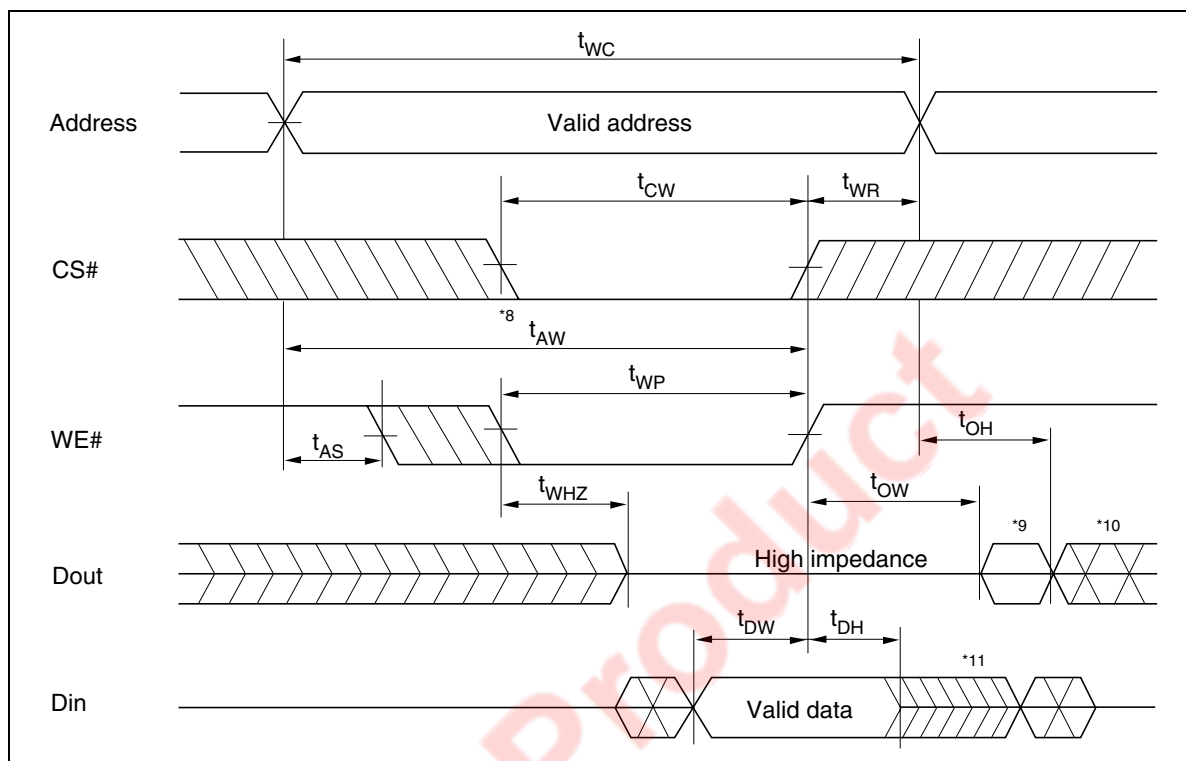 tWC
Address
Valid address
tCW
tWR
CS#
*8
tAW
tWP
WE#
tAS
tOH
tWHZ
tOW
*9
*10
Dout
High impedance
tDW
tDH
*11
Din
Valid data
Product